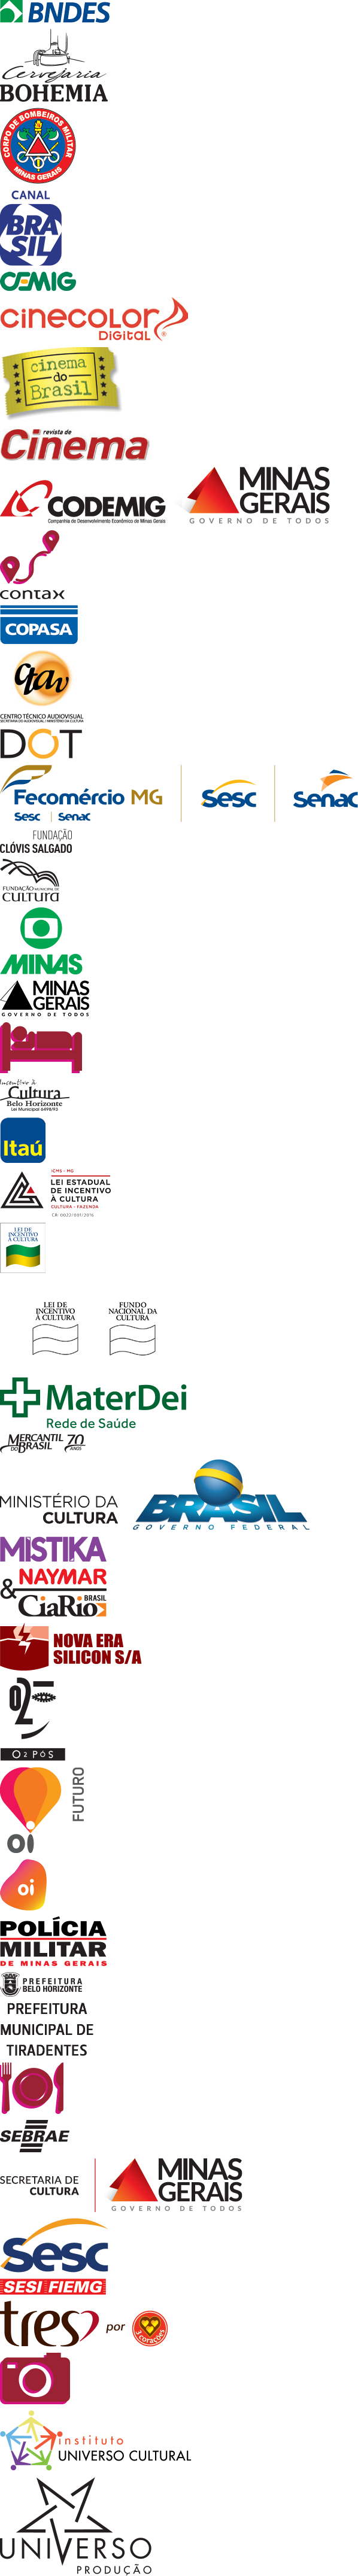 BNDES
Cervejaria
BOHEMIA
CORPO DE BOMBEIROS MILITAR
MINAS GERAIS
CANAL
BRA
SIL
CEMIG
cinecolor
DiGital ®
cinema
do
Brasil
revista de
Cinema
CODEMIG
Companhia de Desenvolvimento Econômico de Minas Gerais
MINAS
GERAIS
GOVERNO DE TODOS
contax
COPASA
ctav
CENTRO TÉCNICO AUDIOVISUAL
SECRETARIA DO AUDIOVISUAL / MINISTÉRIO DA CULTURA
DOT
Fecomércio MG
Sesc Senac
Sesc
Senac
FUNDAÇÃO
CLÓVIS SALGADO
FUNDAÇÃO MUNICIPAL DE
CULTURA
MINAS
MINAS
GERAIS
GOVERNO DE TODOS
Incentivo à
Cultura
Belo Horizonte
Lei Municipal 6498/93
Itaú
ICMS - MG
LEI ESTADUAL
DE INCENTIVO
À CULTURA
CULTURA - FAZENDA
LEI DE
INCENTIVO
À CULTURA
LEI DE
INCENTIVO
À CULTURA
FUNDO
NACIONAL DA
CULTURA
MaterDei
Rede de Saúde
MERCANTIL
DO BRASIL
70
ANOS
MINISTÉRIO DA
CULTURA
BRASIL
GOVERNO FEDERAL
MISTIKA
& NAYMAR
CiaRio
BRASIL
NOVA ERA
SILICON S/A
O2
O2 PÓS
FUTURO
oi
oi
POLÍCIA
MILITAR
DE MINAS GERAIS
PREFEITURA
BELO HORIZONTE
PREFEITURA
MUNICIPAL DE
TIRADENTES
SEBRAE
SECRETARIA DE
CULTURA
MINAS
GERAIS
GOVERNO DE TODOS
Sesc
SESI FIEMG
tres
por
3
corações
instituto
UNIVERSO CULTURAL
UNIVERSO
PRODUÇÃO